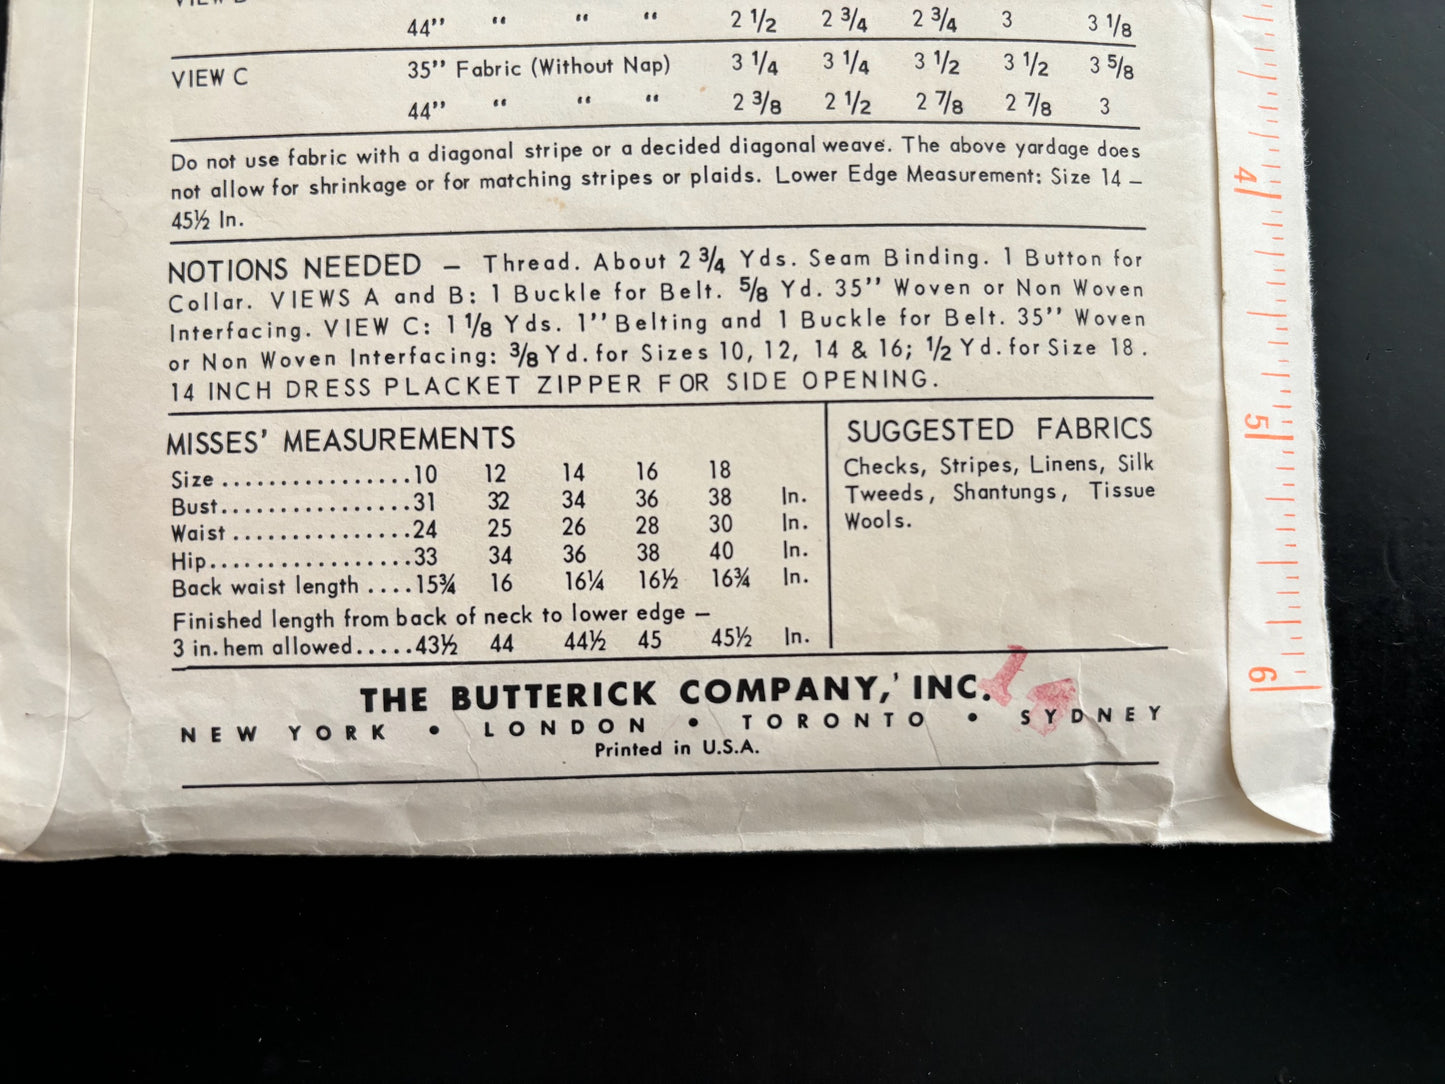 VIEW B
44” “ “ “ 2 1/2 2 3/4 2 3/4 3 3 1/8
VIEW C 35” Fabric (Without Nap) 3 1/4 3 1/4 3 1/2 3 1/2 3 5/8
44” “ “ “ 2 3/8 2 1/2 2 7/8 2 7/8 3
Do not use fabric with a diagonal stripe or a decided diagonal weave. The above yardage does
not allow for shrinkage or for matching stripes or plaids. Lower Edge Measurement: Size 14 –
45½ In.
NOTIONS NEEDED – Thread. About 2 3/4 Yds. Seam Binding. 1 Button for
Collar. VIEWS A and B: 1 Buckle for Belt. 5/8 Yd. 35” Woven or Non Woven
Interfacing. VIEW C: 1 1/8 Yds. 1” Belting and 1 Buckle for Belt. 35” Woven
or Non Woven Interfacing: 3/8 Yd. for Sizes 10, 12, 14 & 16; 1/2 Yd. for Size 18.
14 INCH DRESS PLACKET ZIPPER FOR SIDE OPENING.
MISSES’ MEASUREMENTS
Size ................10 12 14 16 18
Bust................31 32 34 36 38 In.
Waist ...............24 25 26 28 30 In.
Hip.................33 34 36 38 40 In.
Back waist length ....15¾ 16 16¼ 16½ 16¾ In.
Finished length from back of neck to lower edge –
3 in. hem allowed.....43½ 44 44½ 45 45½ In.
SUGGESTED FABRICS
Checks, Stripes, Linens, Silk
Tweeds, Shantungs, Tissue
Wools.
THE BUTTERICK COMPANY, INC.
NEW YORK • LONDON • TORONTO • SYDNEY
Printed in U.S.A.
14
4
5
6